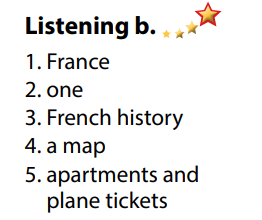 Listening b.
1. France
2. one
3. French history
4. a map
5. apartments and
plane tickets